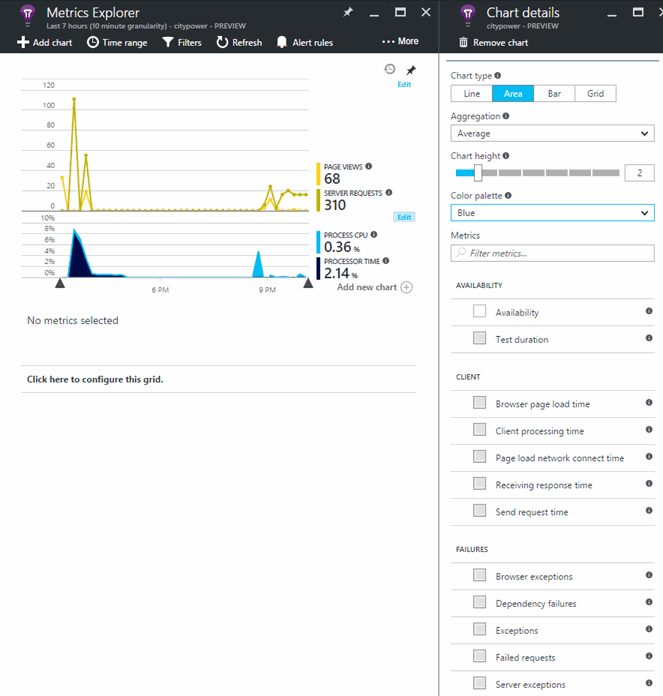 Metrics Explorer
Last 7 hours (10 minute granularity) - citypower - PREVIEW
Add chart
Time range
Filters
Refresh
Alert rules
More
Edit
120
100
80
60
40
20
0
PAGE VIEWS
68
SERVER REQUESTS
310
Edit
10%
8%
6%
4%
2%
0%
PROCESS CPU
0.36 %
PROCESSOR TIME
2.14 %
6 PM
9 PM
Add new chart
No metrics selected
Click here to configure this grid.
Chart details
citypower - PREVIEW
Remove chart
Chart type
Line
Area
Bar
Grid
Aggregation
Average
Chart height
2
Color palette
Blue
Metrics
Filter metrics...
AVAILABILITY
Availability
Test duration
CLIENT
Browser page load time
Client processing time
Page load network connect time
Receiving response time
Send request time
FAILURES
Browser exceptions
Dependency failures
Exceptions
Failed requests
Server exceptions